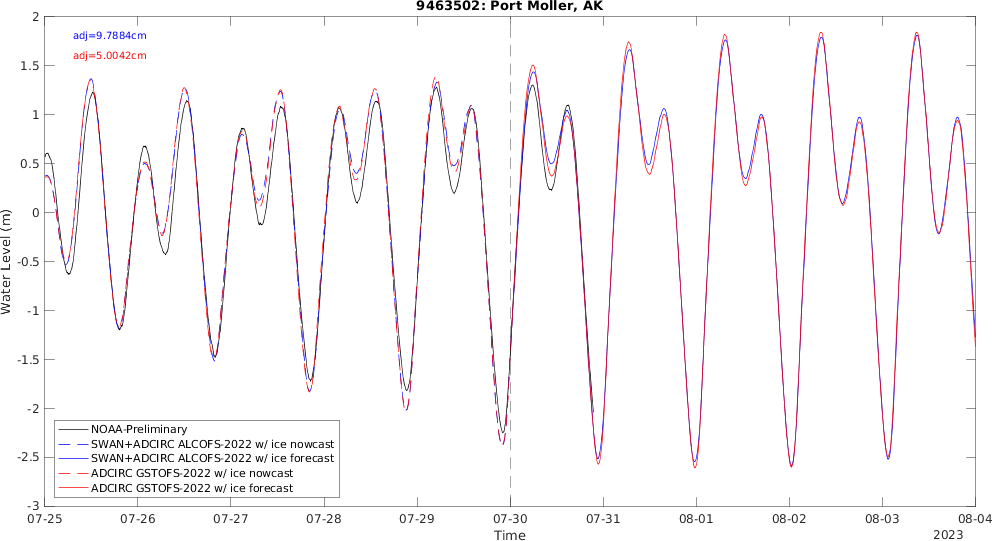 9463502: Port Moller, AK
adj=9.7884cm
adj=5.0042cm
2
1.5
1
0.5
0
-0.5
-1
-1.5
-2
-2.5
-3
Water Level (m)
NOAA-Preliminary
SWAN+ADCIRC ALCOFS-2022 w/ ice nowcast
SWAN+ADCIRC ALCOFS-2022 w/ ice forecast
ADCIRC GSTOFS-2022 w/ ice nowcast
ADCIRC GSTOFS-2022 w/ ice forecast
07-25 07-26 07-27 07-28 07-29 07-30 07-31 08-01 08-02 08-03 08-04
Time
2023